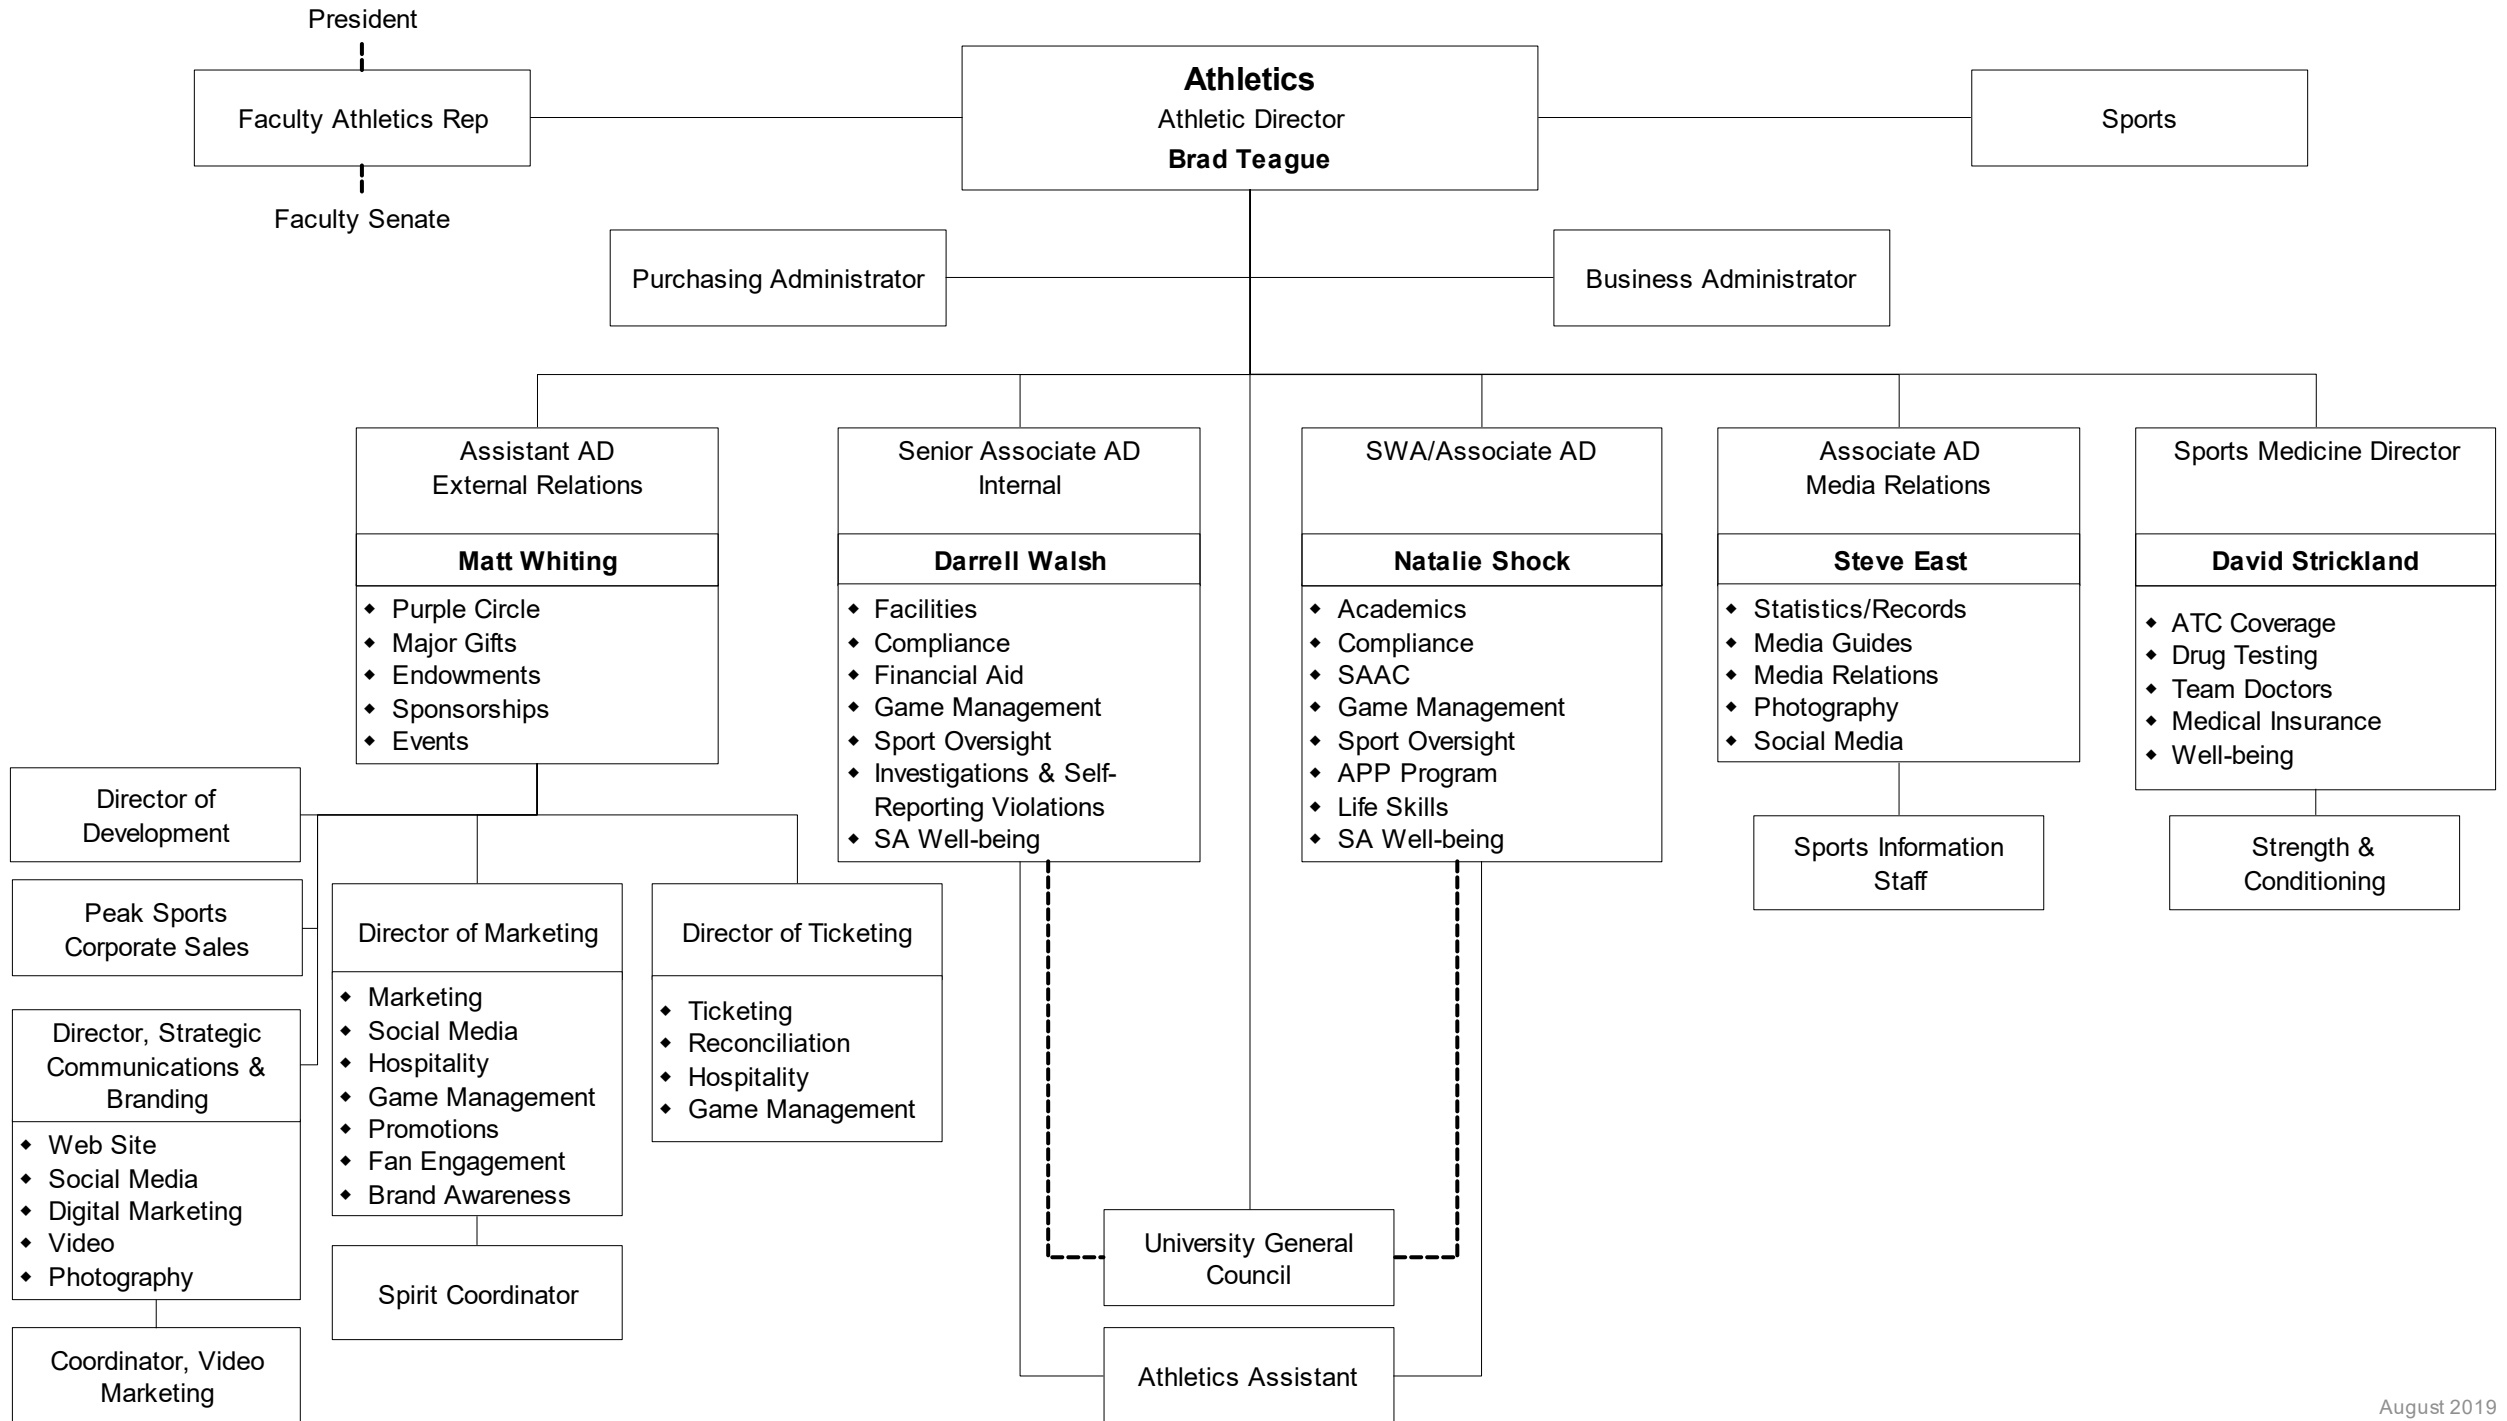 President
Faculty Athletics Rep
Faculty Senate
Athletics
Athletic Director
Brad Teague
Sports
Purchasing Administrator
Business Administrator
Assistant AD
External Relations
Matt Whiting
◆ Purple Circle
◆ Major Gifts
◆ Endowments
◆ Sponsorships
◆ Events
Senior Associate AD
Internal
Darrell Walsh
◆ Facilities
◆ Compliance
◆ Financial Aid
◆ Game Management
◆ Sport Oversight
◆ Investigations & Self-
Reporting Violations
◆ SA Well-being
SWA/Associate AD
Natalie Shock
◆ Academics
◆ Compliance
◆ SAAC
◆ Game Management
◆ Sport Oversight
◆ APP Program
◆ Life Skills
◆ SA Well-being
Associate AD
Media Relations
Steve East
◆ Statistics/Records
◆ Media Guides
◆ Media Relations
◆ Photography
◆ Social Media
Sports Medicine Director
David Strickland
◆ ATC Coverage
◆ Drug Testing
◆ Team Doctors
◆ Medical Insurance
◆ Well-being
Director of
Development
Peak Sports
Corporate Sales
Director, Strategic
Communications &
Branding
◆ Web Site
◆ Social Media
◆ Digital Marketing
◆ Video
◆ Photography
Coordinator, Video
Marketing
Director of Marketing
◆ Marketing
◆ Social Media
◆ Hospitality
◆ Game Management
◆ Promotions
◆ Fan Engagement
◆ Brand Awareness
Spirit Coordinator
Director of Ticketing
◆ Ticketing
◆ Reconciliation
◆ Hospitality
◆ Game Management
University General
Council
Athletics Assistant
Sports Information
Staff
Strength &
Conditioning
August 2019